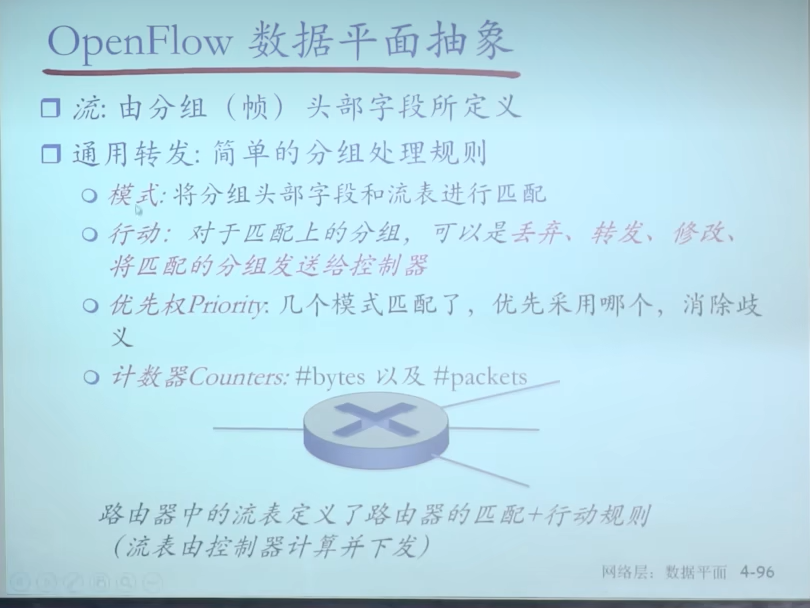 OpenFlow 数据平面抽象
流: 由分组（帧）头部字段所定义
通用转发: 简单的分组处理规则
模式: 将分组头部字段和流表进行匹配
行动：对于匹配上的分组，可以是丢弃、转发、修改、
将匹配的分组发送给控制器
优先权Priority: 几个模式匹配了，优先采用哪个，消除歧
义
计数器Counters: #bytes 以及 #packets
路由器中的流表定义了路由器的匹配+行动规则
（流表由控制器计算并下发）
网络层：数据平面 4-96